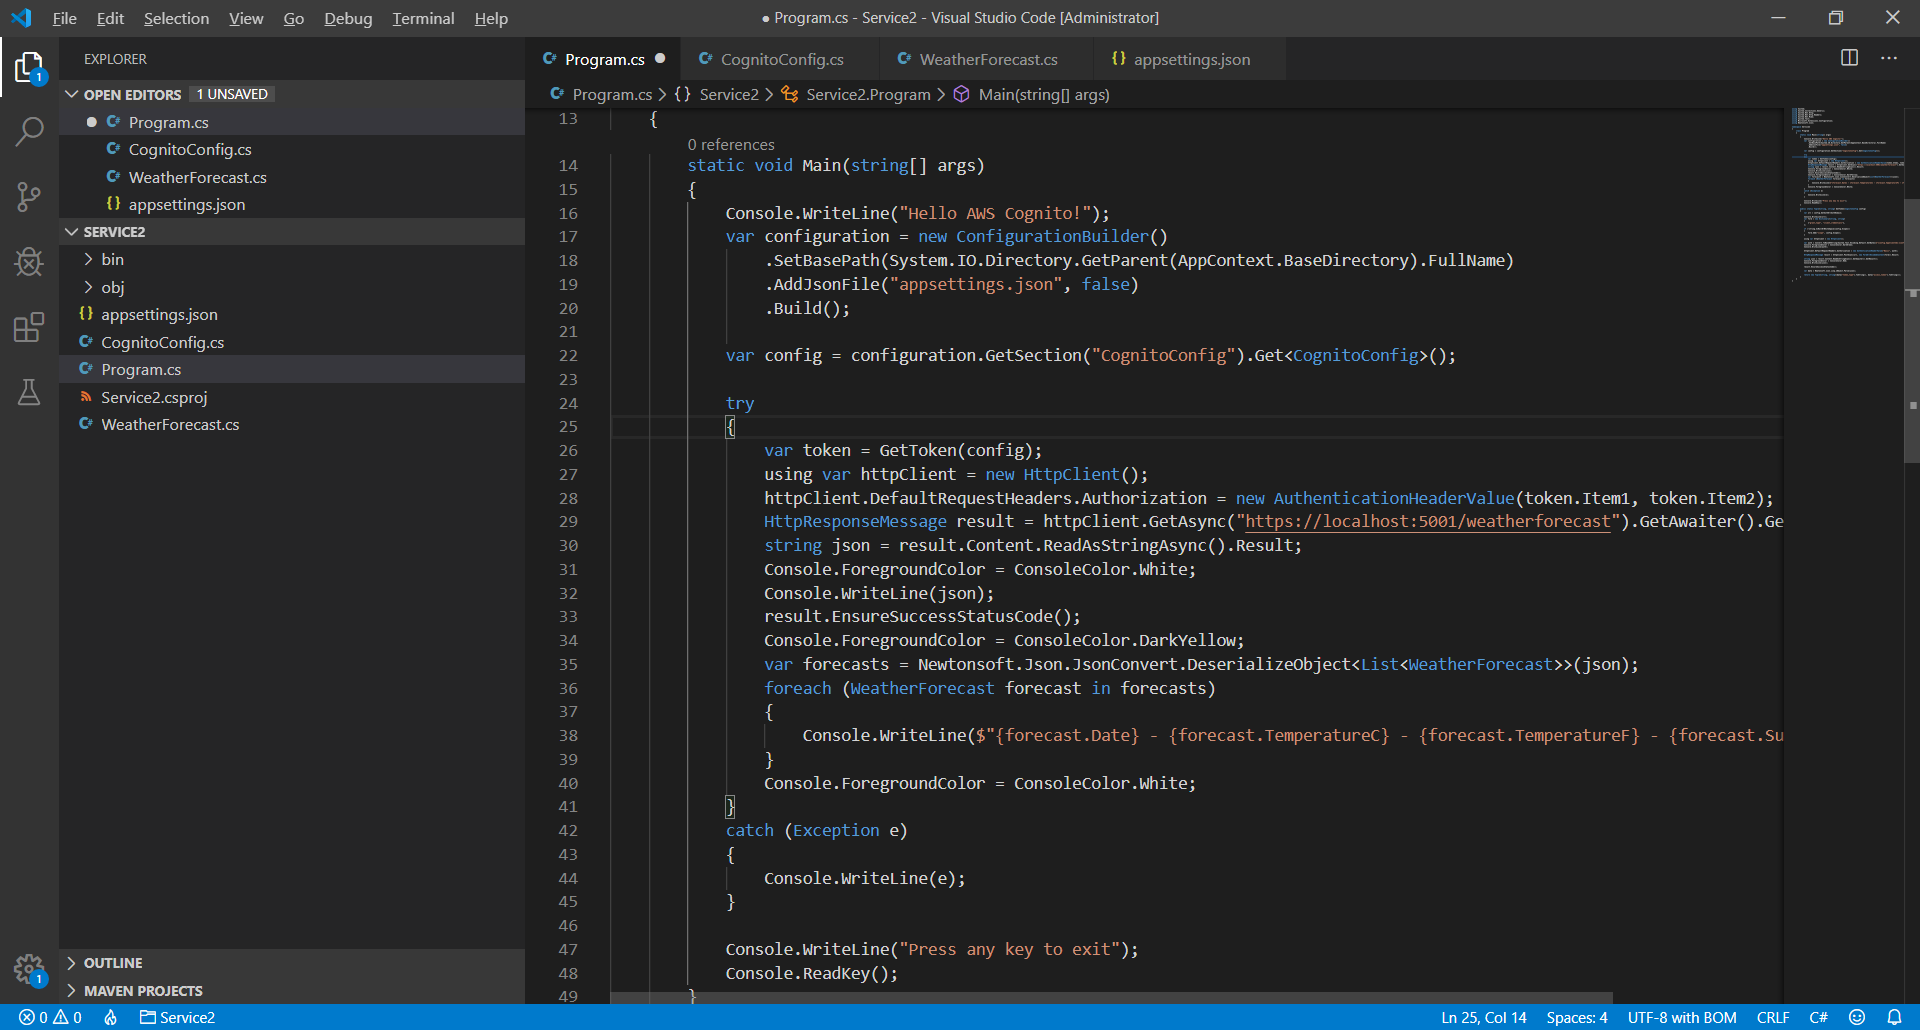 File Edit Selection View Go Debug Terminal Help
● Program.cs - Service2 - Visual Studio Code [Administrator]
EXPLORER
1
OPEN EDITORS 1 UNSAVED
C# Program.cs
C# CognitoConfig.cs
C# WeatherForecast.cs
{} appsettings.json
SERVICE2
bin
obj
{} appsettings.json
C# CognitoConfig.cs
C# Program.cs
Service2.csproj
C# WeatherForecast.cs
OUTLINE
MAVEN PROJECTS
1
C# Program.cs ● C# CognitoConfig.cs C# WeatherForecast.cs {} appsettings.json
C# Program.cs > {} Service2 > Service2.Program > Main(string[] args)
13 {
0 references
14 static void Main(string[] args)
15 {
16 Console.WriteLine("Hello AWS Cognito!");
17 var configuration = new ConfigurationBuilder()
18 .SetBasePath(System.IO.Directory.GetParent(AppContext.BaseDirectory).FullName)
19 .AddJsonFile("appsettings.json", false)
20 .Build();
21
22 var config = configuration.GetSection("CognitoConfig").Get<CognitoConfig>();
23
24 try
25 {
26 var token = GetToken(config);
27 using var httpClient = new HttpClient();
28 httpClient.DefaultRequestHeaders.Authorization = new AuthenticationHeaderValue(token.Item1, token.Item2);
29 HttpResponseMessage result = httpClient.GetAsync("https://localhost:5001/weatherforecast").GetAwaiter().Ge
30 string json = result.Content.ReadAsStringAsync().Result;
31 Console.ForegroundColor = ConsoleColor.White;
32 Console.WriteLine(json);
33 result.EnsureSuccessStatusCode();
34 Console.ForegroundColor = ConsoleColor.DarkYellow;
35 var forecasts = Newtonsoft.Json.JsonConvert.DeserializeObject<List<WeatherForecast>>(json);
36 foreach (WeatherForecast forecast in forecasts)
37 {
38 Console.WriteLine($"{forecast.Date} - {forecast.TemperatureC} - {forecast.TemperatureF} - {forecast.Su
39 }
40 Console.ForegroundColor = ConsoleColor.White;
41 }
42 catch (Exception e)
43 {
44 Console.WriteLine(e);
45 }
46
47 Console.WriteLine("Press any key to exit");
48 Console.ReadKey();
49 }
0 0 Service2 Ln 25, Col 14 Spaces: 4 UTF-8 with BOM CRLF C#